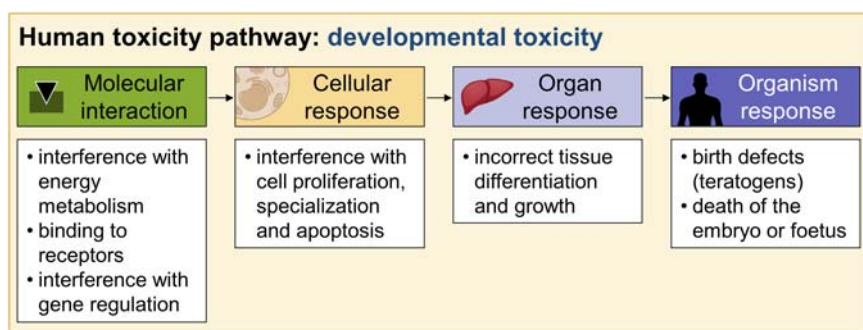 Human toxicity pathway: developmental toxicity
Molecular
interaction
Cellular
response
Organ
response
Organism
response
• interference with
energy
metabolism
• binding to
receptors
• interference with
gene regulation
• interference with
cell proliferation,
specialization
and apoptosis
• incorrect tissue
differentiation
and growth
• birth defects
(teratogens)
• death of the
embryo or foetus